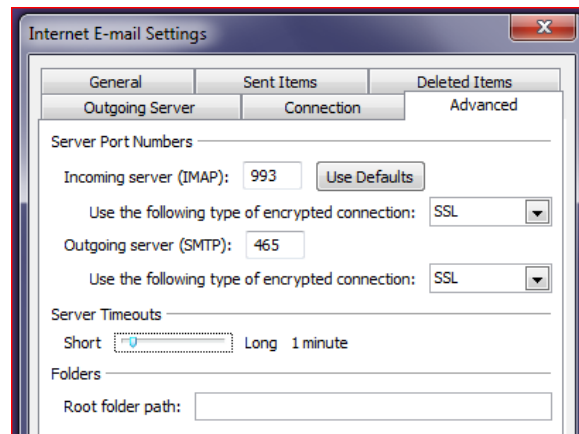 Internet E-mail Settings
General Sent Items Deleted Items
Outgoing Server Connection Advanced
Server Port Numbers
Incoming server (IMAP): 993 Use Defaults
Use the following type of encrypted connection: SSL
Outgoing server (SMTP): 465
Use the following type of encrypted connection: SSL
Server Timeouts
Short Long 1 minute
Folders
Root folder path: